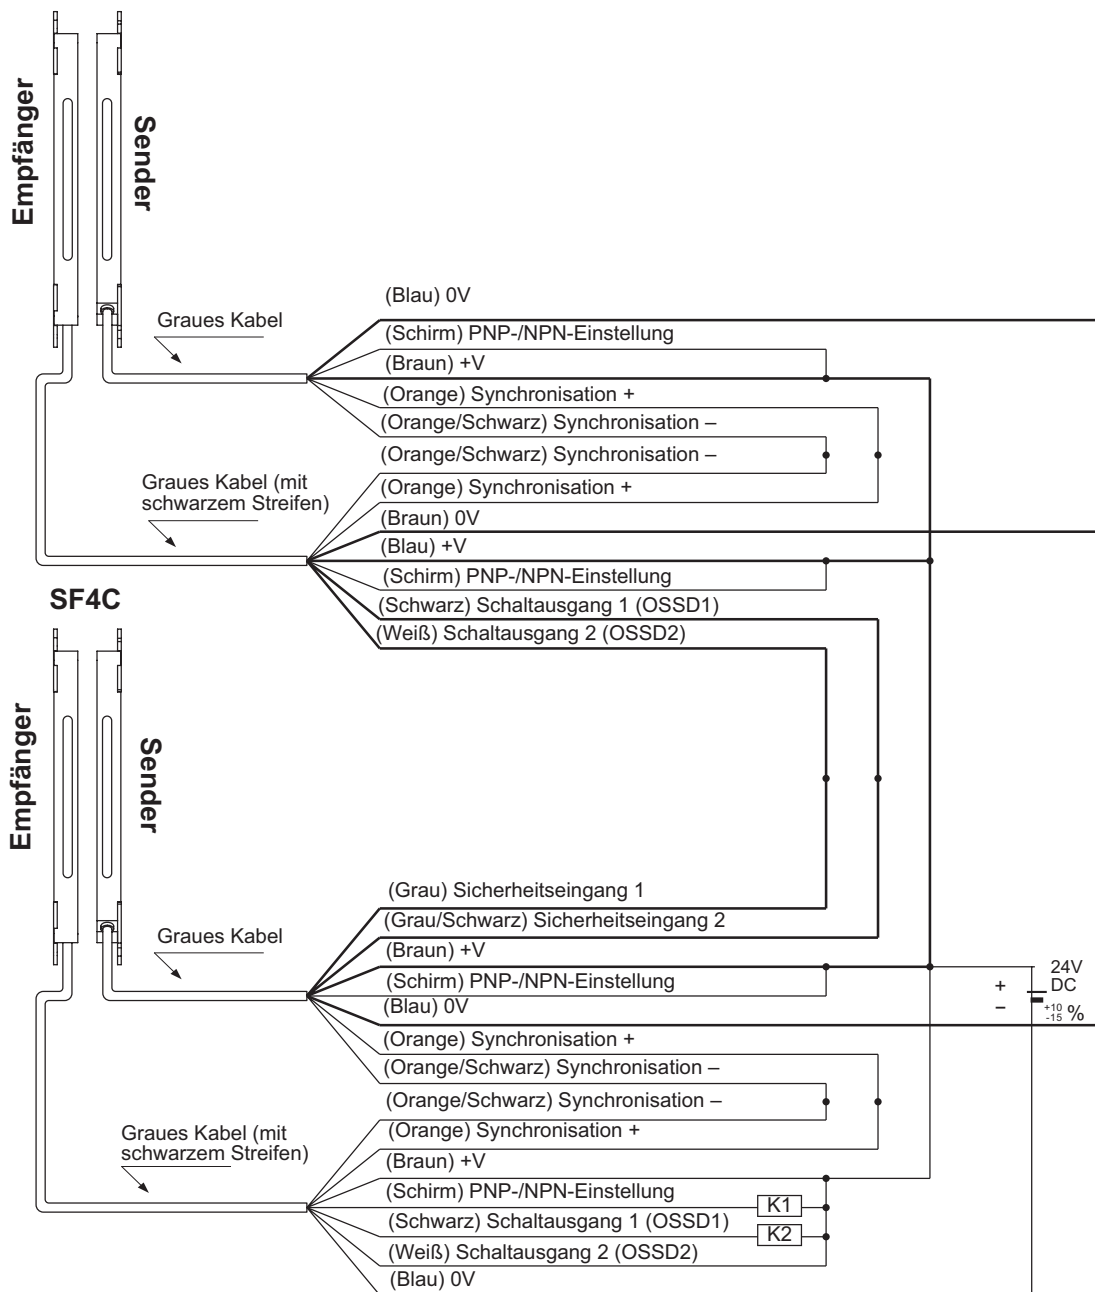 Empfänger
Sender
(Blau) 0V
Graues Kabel
(Schirm) PNP-/NPN-Einstellung
(Braun) +V
(Orange) Synchronisation +
(Orange/Schwarz) Synchronisation –
(Orange/Schwarz) Synchronisation –
Graues Kabel (mit
schwarzem Streifen)
(Orange) Synchronisation +
(Braun) 0V
(Blau) +V
(Schirm) PNP-/NPN-Einstellung
SF4C
(Schwarz) Schaltausgang 1 (OSSD1)
(Weiß) Schaltausgang 2 (OSSD2)
Empfänger
Sender
(Grau) Sicherheitseingang 1
(Grau/Schwarz) Sicherheitseingang 2
Graues Kabel
(Braun) +V
(Schirm) PNP-/NPN-Einstellung
(Blau) 0V
+
–
24V
DC
+10
-15 %
(Orange) Synchronisation +
(Orange/Schwarz) Synchronisation –
(Orange/Schwarz) Synchronisation –
Graues Kabel (mit
schwarzem Streifen)
(Orange) Synchronisation +
(Braun) +V
(Schirm) PNP-/NPN-Einstellung
K1
(Schwarz) Schaltausgang 1 (OSSD1)
K2
(Weiß) Schaltausgang 2 (OSSD2)
(Blau) 0V